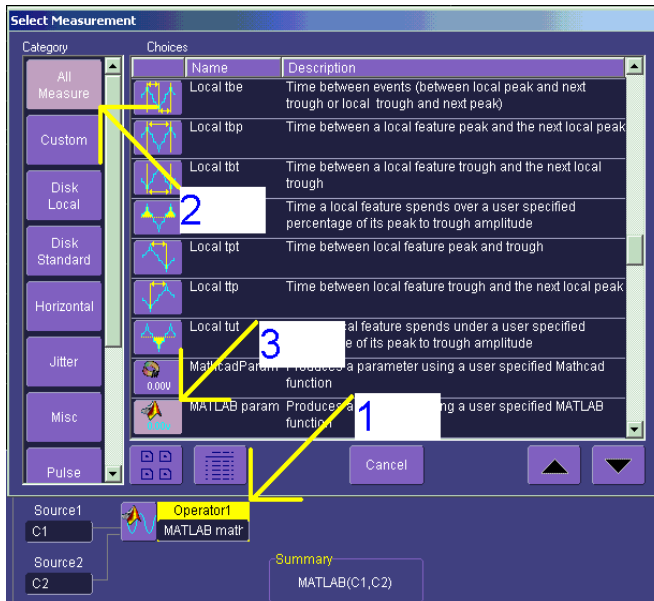 Select Measurement
Category
Choices
All
Measure
Custom
Disk
Local
Disk
Standard
Horizontal
Jitter
Misc
Pulse
Name Description
Local tbe Time between events (between local peak and next
trough or local trough and next peak)
Local tbp Time between a local feature peak and the next local peak
Local tbt Time between a local feature trough and the next local
trough
2
Time a local feature spends over a user specified
percentage of its peak to trough amplitude
Local tpt Time between local feature peak and trough
Local ttp Time between local feature trough and the next local peak
Local tut cal feature spends under a user specified
e of its peak to trough amplitude
3
0.00V
MathcadParam Produces a parameter using a user specified Mathcad
function
MATLAB param Produces a ng a user specified MATLAB
function
1
Cancel
Source1
C1
Operator1
MATLAB math
Source2
C2
Summary
MATLAB(C1,C2)